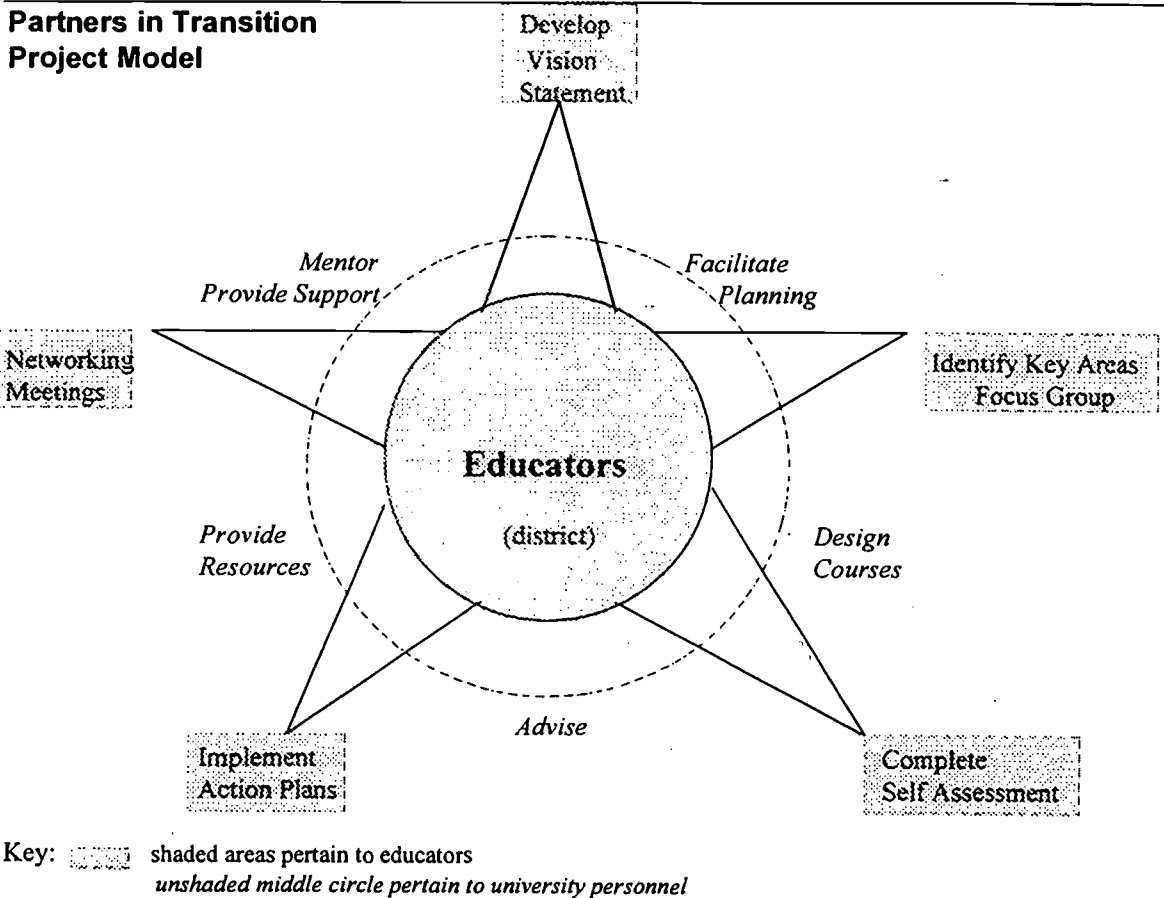 Partners in Transition
Project Model
Develop
Vision
Statement
Mentor
Provide Support
Facilitate
Planning
Networking
Meetings
Identify Key Areas
Focus Group
Educators
(district)
Provide
Resources
Design
Courses
Advise
Implement
Action Plans
Complete
Self Assessment
Key: shaded areas pertain to educators
unshaded middle circle pertain to university personnel